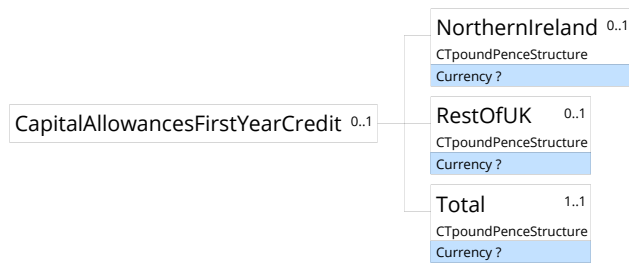 NorthernIreland 0..1
CTpoundPenceStructure
Currency ?
CapitalAllowancesFirstYearCredit 0..1
RestOfUK 0..1
CTpoundPenceStructure
Currency ?
Total 1..1
CTpoundPenceStructure
Currency ?